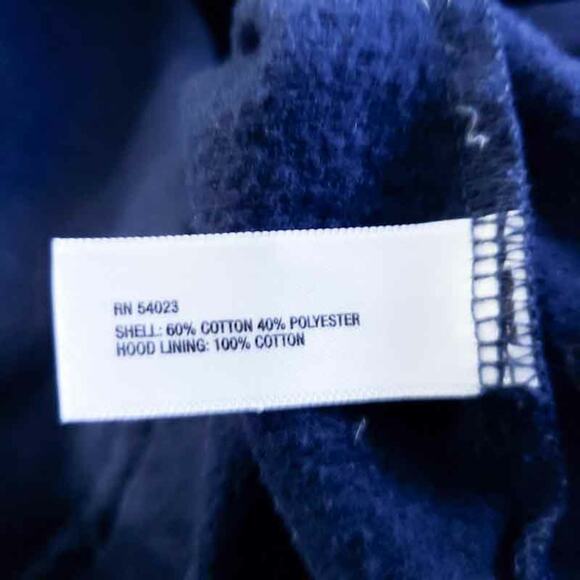 RN 54023
SHELL: 60% COTTON 40% POLYESTER
HOOD LINING: 100% COTTON